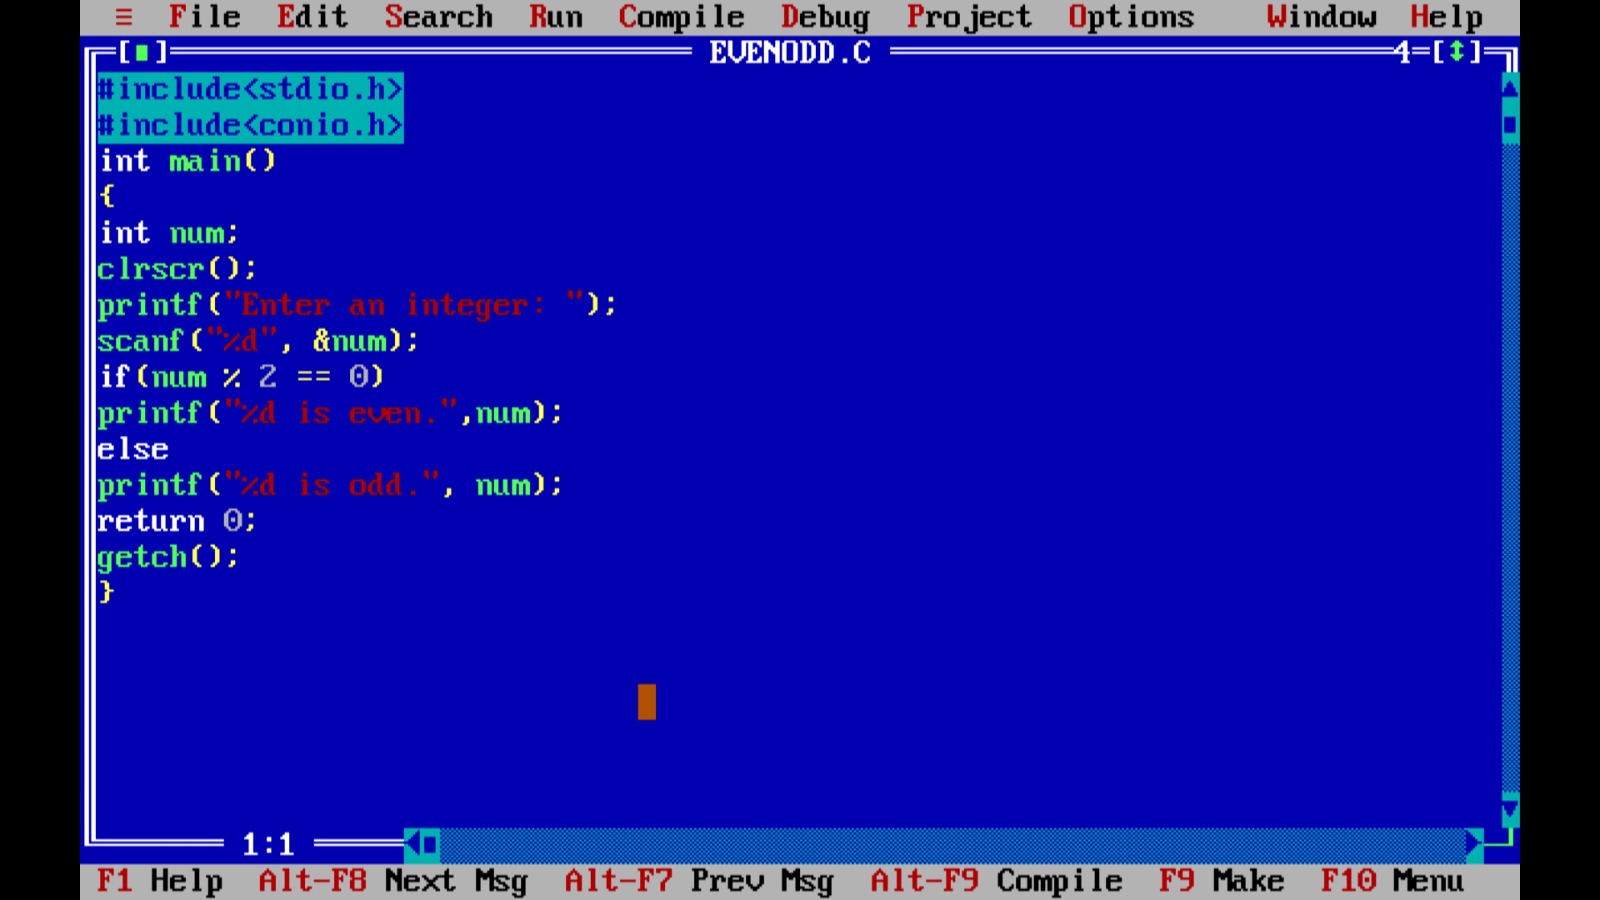 ≡ File Edit Search Run Compile Debug Project Options Window Help
[■] EVENODD.C 4=[↕]
#include<stdio.h>
#include<conio.h>
int main()
{
int num;
clrscr();
printf("Enter an integer: ");
scanf("%d", &num);
if(num % 2 == 0)
printf("%d is even.",num);
else
printf("%d is odd.", num);
return 0;
getch();
}
1:1
F1 Help Alt-F8 Next Msg Alt-F7 Prev Msg Alt-F9 Compile F9 Make F10 Menu